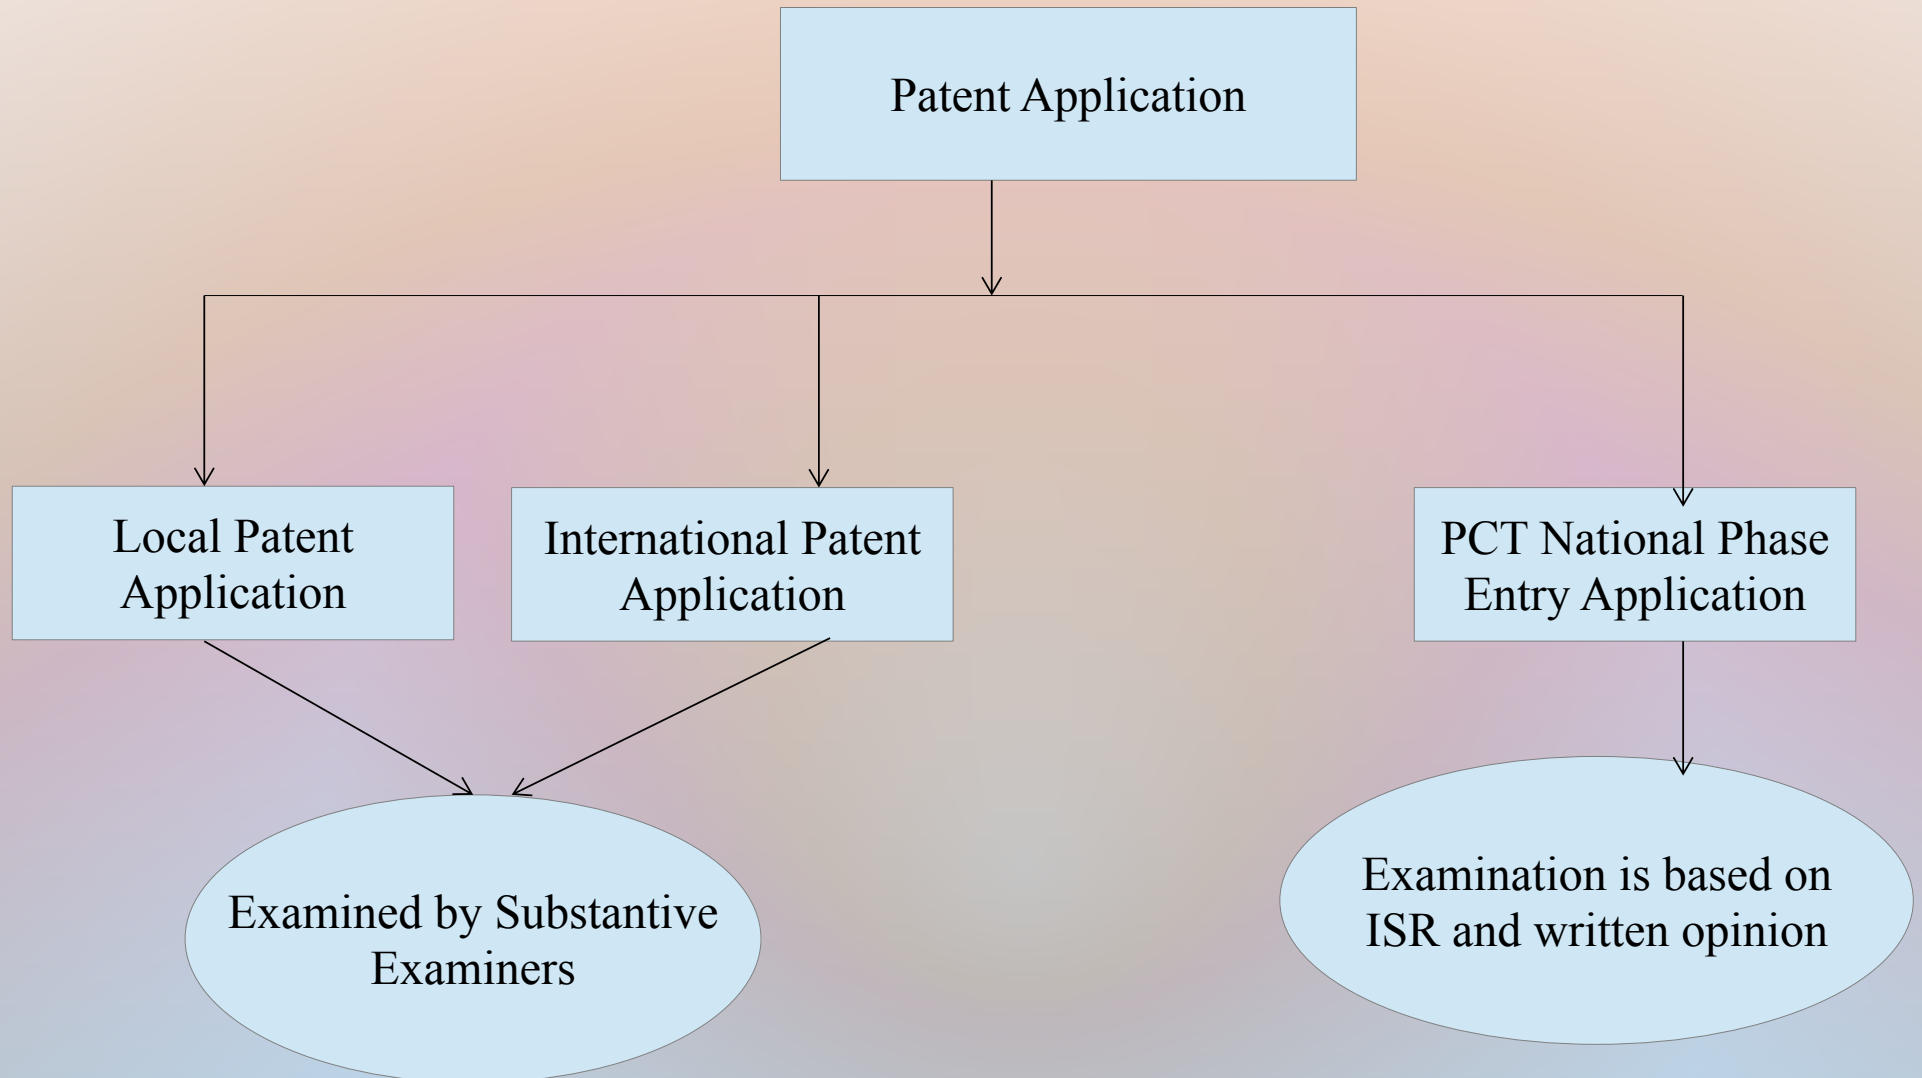 Patent Application
Local Patent
Application
International Patent
Application
PCT National Phase
Entry Application
Examined by Substantive
Examiners
Examination is based on
ISR and written opinion